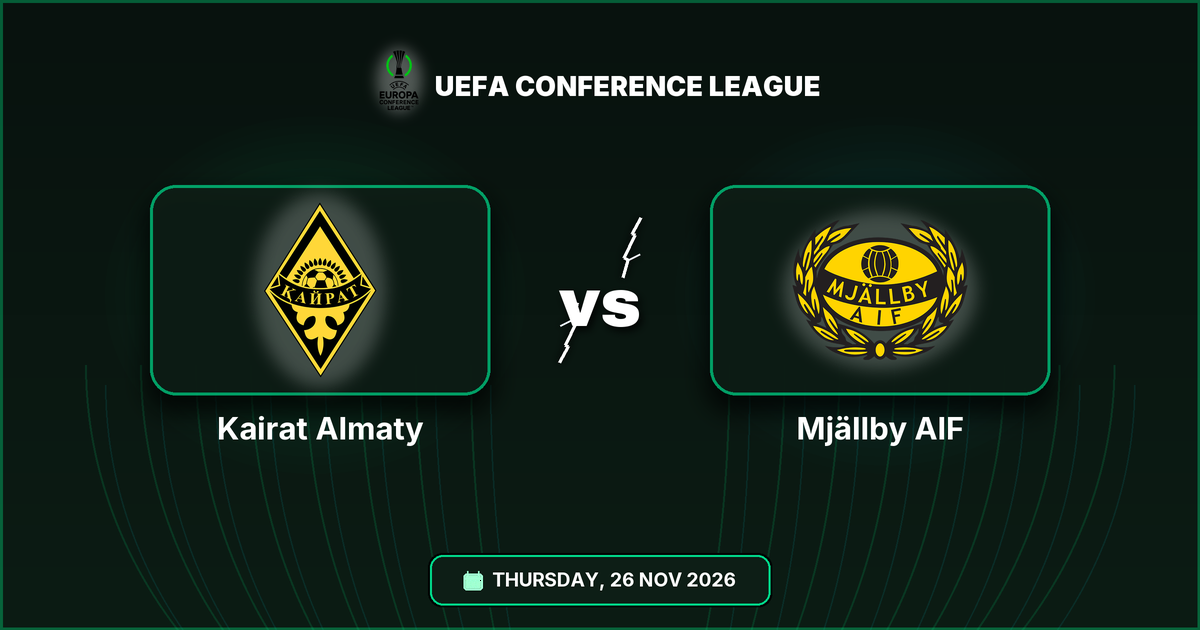 UEFA
EUROPA
CONFERENCE
LEAGUE
UEFA CONFERENCE LEAGUE
КАЙРАТ
VS
MJÄLLBY
AIF
Kairat Almaty
Mjällby AIF
THURSDAY, 26 NOV 2026